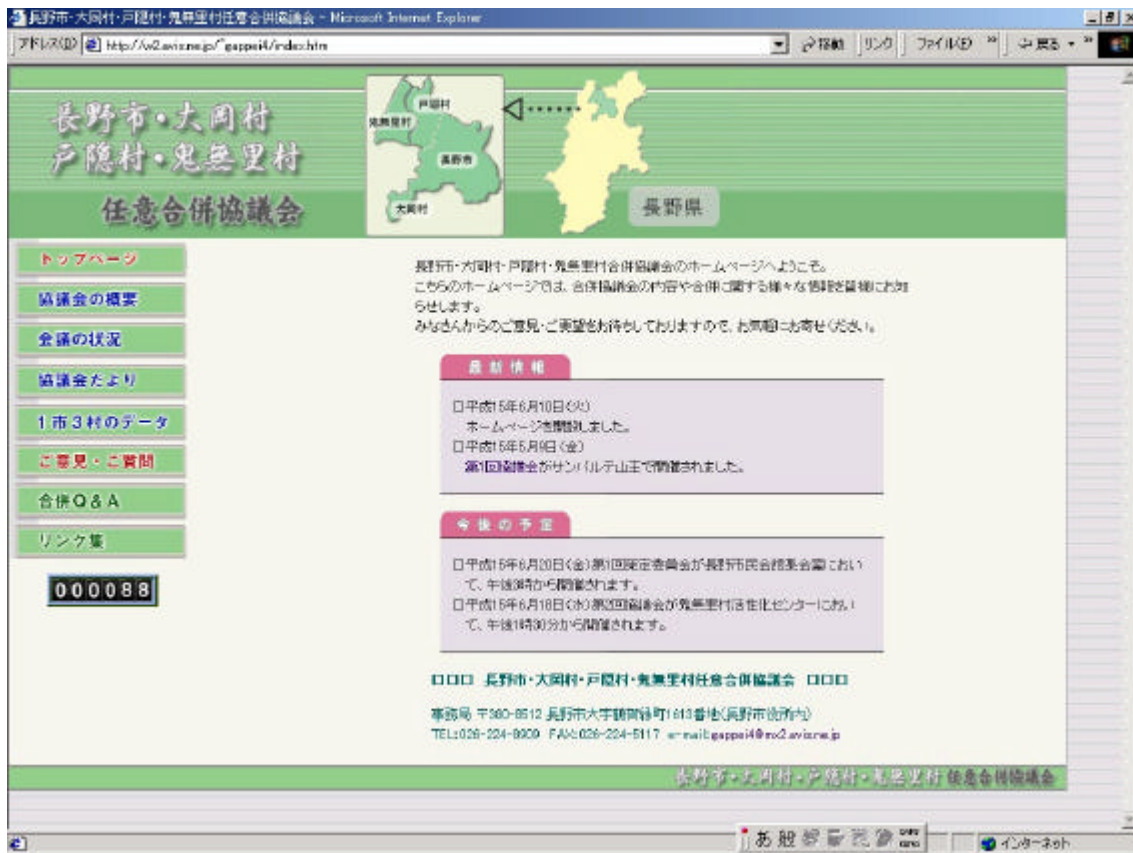 長野市・大岡村・戸隠村・鬼無里村任意合併協議会 - Microsoft Internet Explorer
アドレス(D) http://w2.avis.ne.jp/~gappei4/index.htm 移動 リンク ファイル(F) » 戻る »
長野市・大岡村
戸隠村・鬼無里村
任意合併協議会
戸隠村
鬼無里村
長野市
大岡村
長野県
トップページ
協議会の概要
会議の状況
協議会だより
1市3村のデータ
ご意見・ご質問
合併Q&A
リンク集
000088
長野市・大岡村・戸隠村・鬼無里村合併協議会のホームページへようこそ。
こちらのホームページでは、合併協議会の内容や合併に関する様々な情報を皆様にお知
らせします。
みなさんからのご意見・ご要望をお待ちしておりますので、お気軽にお寄せください。
最新情報
□平成15年6月10日(火)
ホームページを開設しました。
□平成15年5月9日(金)
第1回協議会がサンパルテ山王で開催されました。
今後の予定
□平成15年6月20日(金)第1回策定委員会が長野市民会館集会室におい
て、午後3時から開催されます。
□平成15年6月18日(水)第2回協議会が鬼無里村活性化センターにおい
て、午後1時30分から開催されます。
□□□ 長野市・大岡村・戸隠村・鬼無里村任意合併協議会 □□□
事務局 〒380-8512 長野市大字鶴賀緑町1613番地(長野市役所内)
TEL:026-224-8909 FAX:026-224-5117 e-mail:gappei4@mx2.avis.ne.jp
長野市・大岡村・戸隠村・鬼無里村 任意合併協議会
あ 般
インターネット